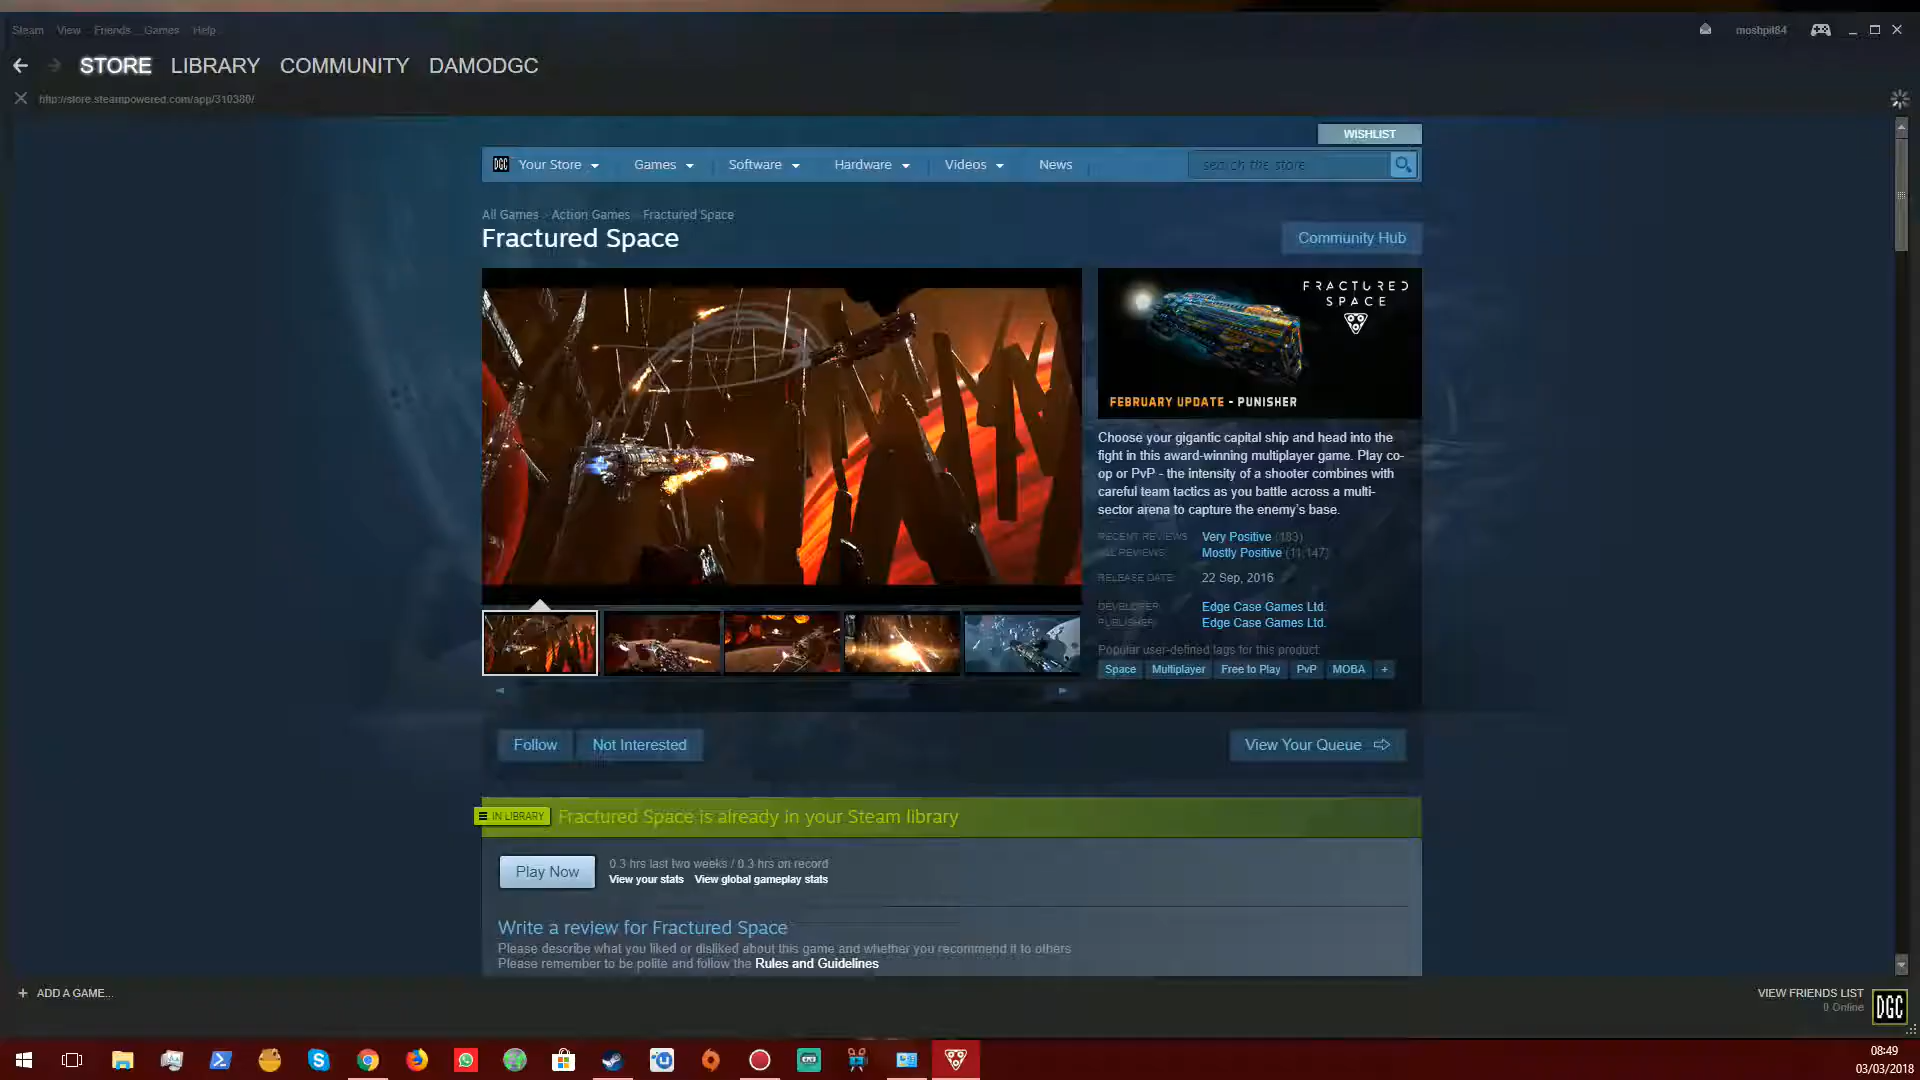 Steam View Friends Games Help
moshpit84
STORE LIBRARY COMMUNITY DAMODGC
http://store.steampowered.com/app/310380/
WISHLIST
DGC Your Store Games Software Hardware Videos News
search the store
All Games Action Games Fractured Space
Fractured Space
Community Hub
FRACTURED
SPACE
FEBRUARY UPDATE - PUNISHER
Choose your gigantic capital ship and head into the
fight in this award-winning multiplayer game. Play co-
op or PvP - the intensity of a shooter combines with
careful team tactics as you battle across a multi-
sector arena to capture the enemy's base.
RECENT REVIEWS: Very Positive (183)
ALL REVIEWS: Mostly Positive (11,147)
RELEASE DATE: 22 Sep, 2016
DEVELOPER: Edge Case Games Ltd.
PUBLISHER: Edge Case Games Ltd.
Popular user-defined tags for this product:
Space Multiplayer Free to Play PvP MOBA +
Follow Not Interested
View Your Queue
IN LIBRARY Fractured Space is already in your Steam library
Play Now
0.3 hrs last two weeks / 0.3 hrs on record
View your stats View global gameplay stats
Write a review for Fractured Space
Please describe what you liked or disliked about this game and whether you recommend it to others
Please remember to be polite and follow the Rules and Guidelines
+ ADD A GAME...
VIEW FRIENDS LIST
0 Online
DGC
08:49
03/03/2018